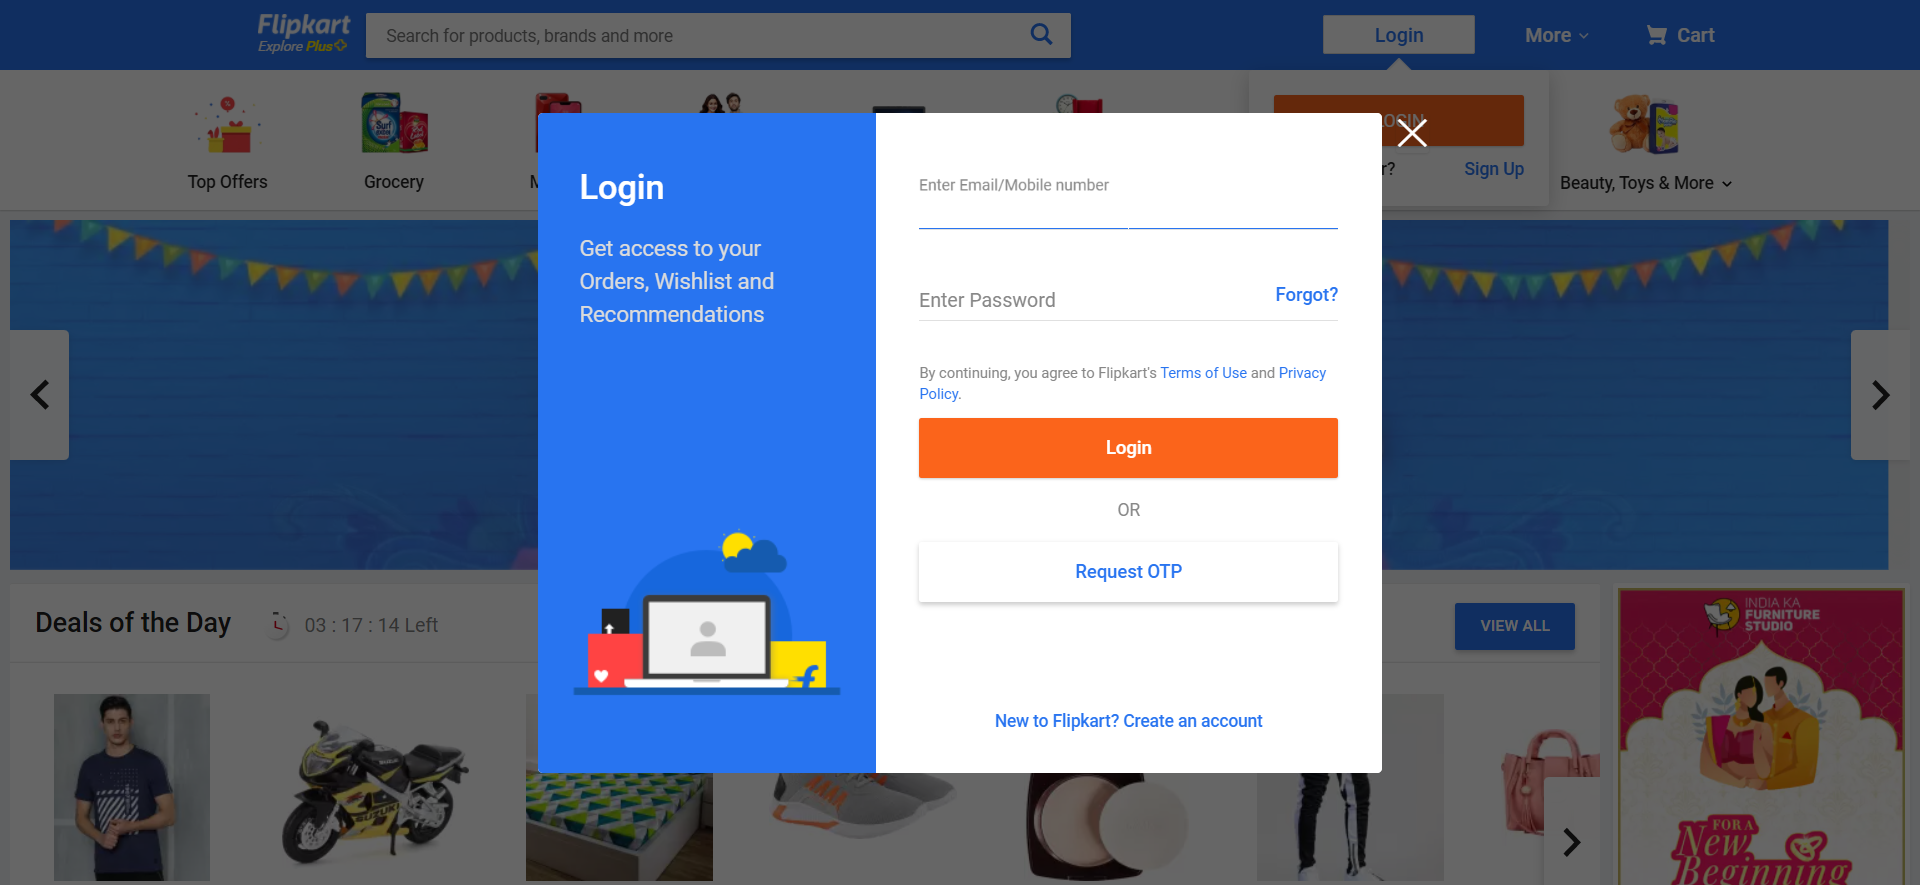 Flipkart
Explore Plus
Search for products, brands and more
Login
More
Cart
LOGIN
r?
Sign Up
Top Offers
Grocery
M
Beauty, Toys & More
Login
Get access to your
Orders, Wishlist and
Recommendations
Enter Email/Mobile number
Enter Password
Forgot?
By continuing, you agree to Flipkart's Terms of Use and Privacy
Policy.
Login
OR
Request OTP
New to Flipkart? Create an account
Deals of the Day
03 : 17 : 14 Left
VIEW ALL
INDIA KA
FURNITURE
STUDIO
FOR A
New
Beginning
SUZUKI